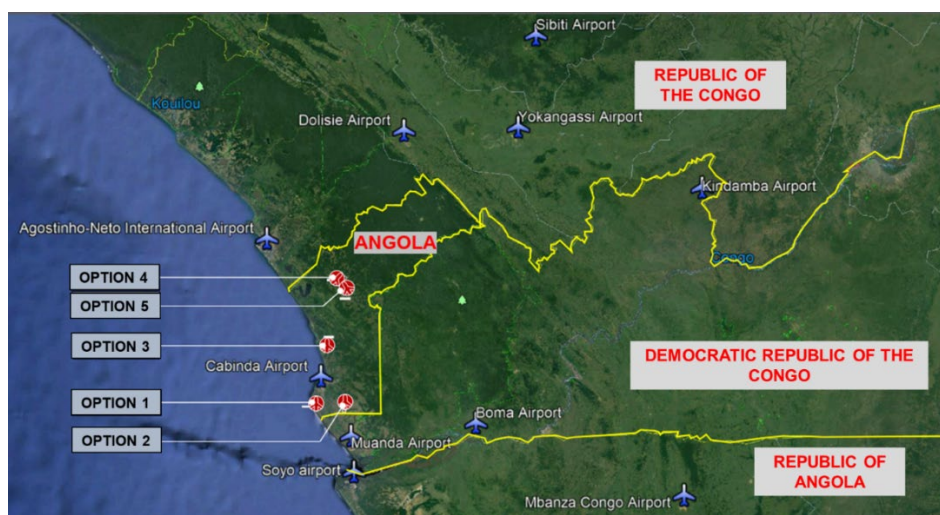 Sibiti Airport
REPUBLIC OF
THE CONGO
Kouilou
Dolisie Airport
Yokangassi Airport
Kindamba Airport
Agostinho-Neto International Airport
ANGOLA
Congo
OPTION 4
OPTION 5
OPTION 3
DEMOCRATIC REPUBLIC OF THE
CONGO
Cabinda Airport
OPTION 1
Boma Airport
OPTION 2
Muanda Airport
Soyo airport
REPUBLIC OF
ANGOLA
Mbanza Congo Airport